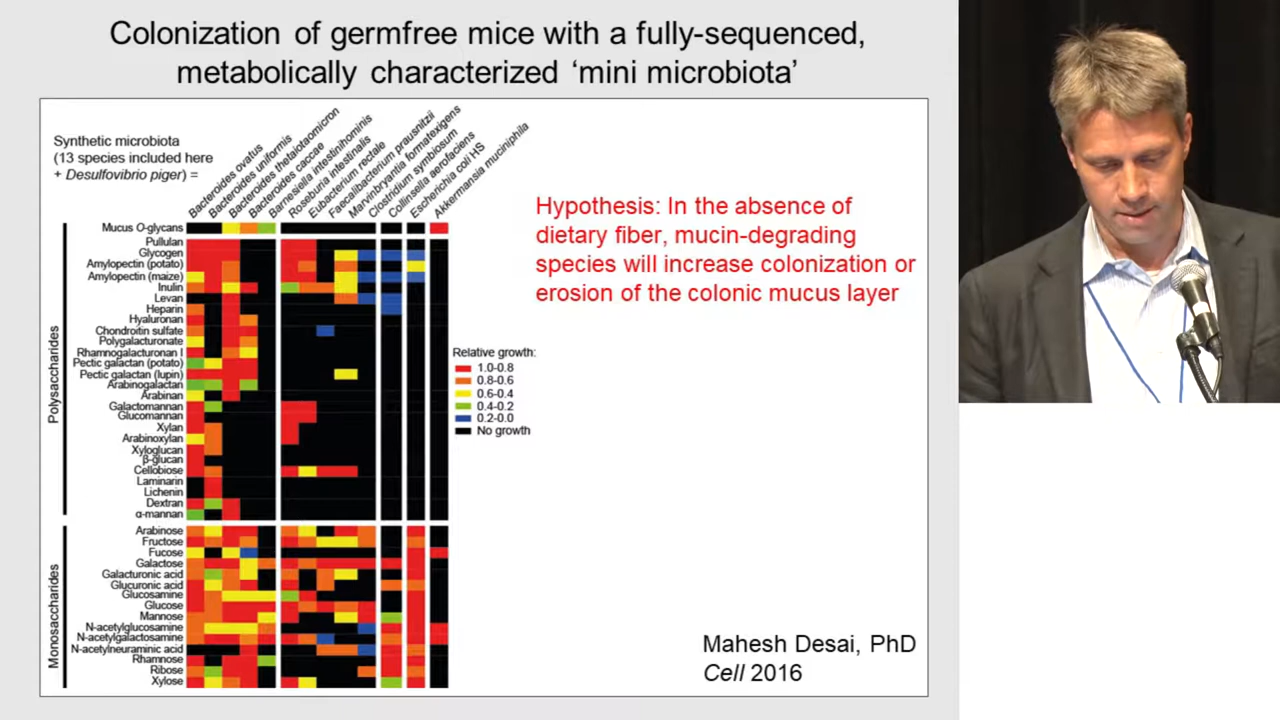 Colonization of germfree mice with a fully-sequenced,
metabolically characterized ‘mini microbiota’
Synthetic microbiota
(13 species included here
+ Desulfovibrio piger) =
Bacteroides ovatus
Bacteroides uniformis
Bacteroides thetaiotaomicron
Bacteroides caccae
Barnesiella intestinihominis
Roseburia intestinalis
Eubacterium rectale
Faecalibacterium prausnitzii
Marvinbryantia formatexigens
Clostridium symbiosum
Collinsella aerofaciens
Escherichia coli HS
Akkermansia muciniphila
Mucus O-glycans
Polysaccharides
Pullulan
Glycogen
Amylopectin (potato)
Amylopectin (maize)
Inulin
Levan
Heparin
Hyaluronan
Chondroitin sulfate
Polygalacturonate
Rhamnogalacturonan I
Pectic galactan (potato)
Pectic galactan (lupin)
Arabinogalactan
Arabinan
Galactomannan
Glucomannan
Xylan
Arabinoxylan
Xyloglucan
β-glucan
Cellobiose
Laminarin
Lichenin
Dextran
α-mannan
Monosaccharides
Arabinose
Fructose
Fucose
Galactose
Galacturonic acid
Glucuronic acid
Glucosamine
Glucose
Mannose
N-acetylglucosamine
N-acetylgalactosamine
N-acetylneuraminic acid
Rhamnose
Ribose
Xylose
Relative growth:
1.0-0.8
0.8-0.6
0.6-0.4
0.4-0.2
0.2-0.0
No growth
Hypothesis: In the absence of
dietary fiber, mucin-degrading
species will increase colonization or
erosion of the colonic mucus layer
Mahesh Desai, PhD
Cell 2016